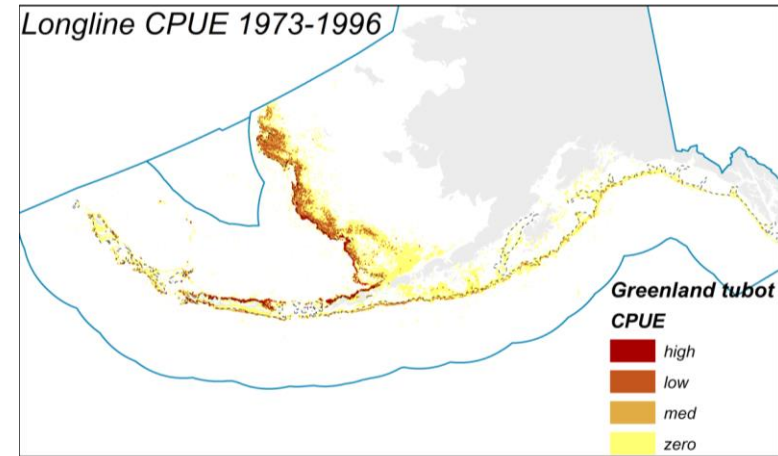 Longline CPUE 1973-1996
Greenland tubot
CPUE
high
low
med
zero